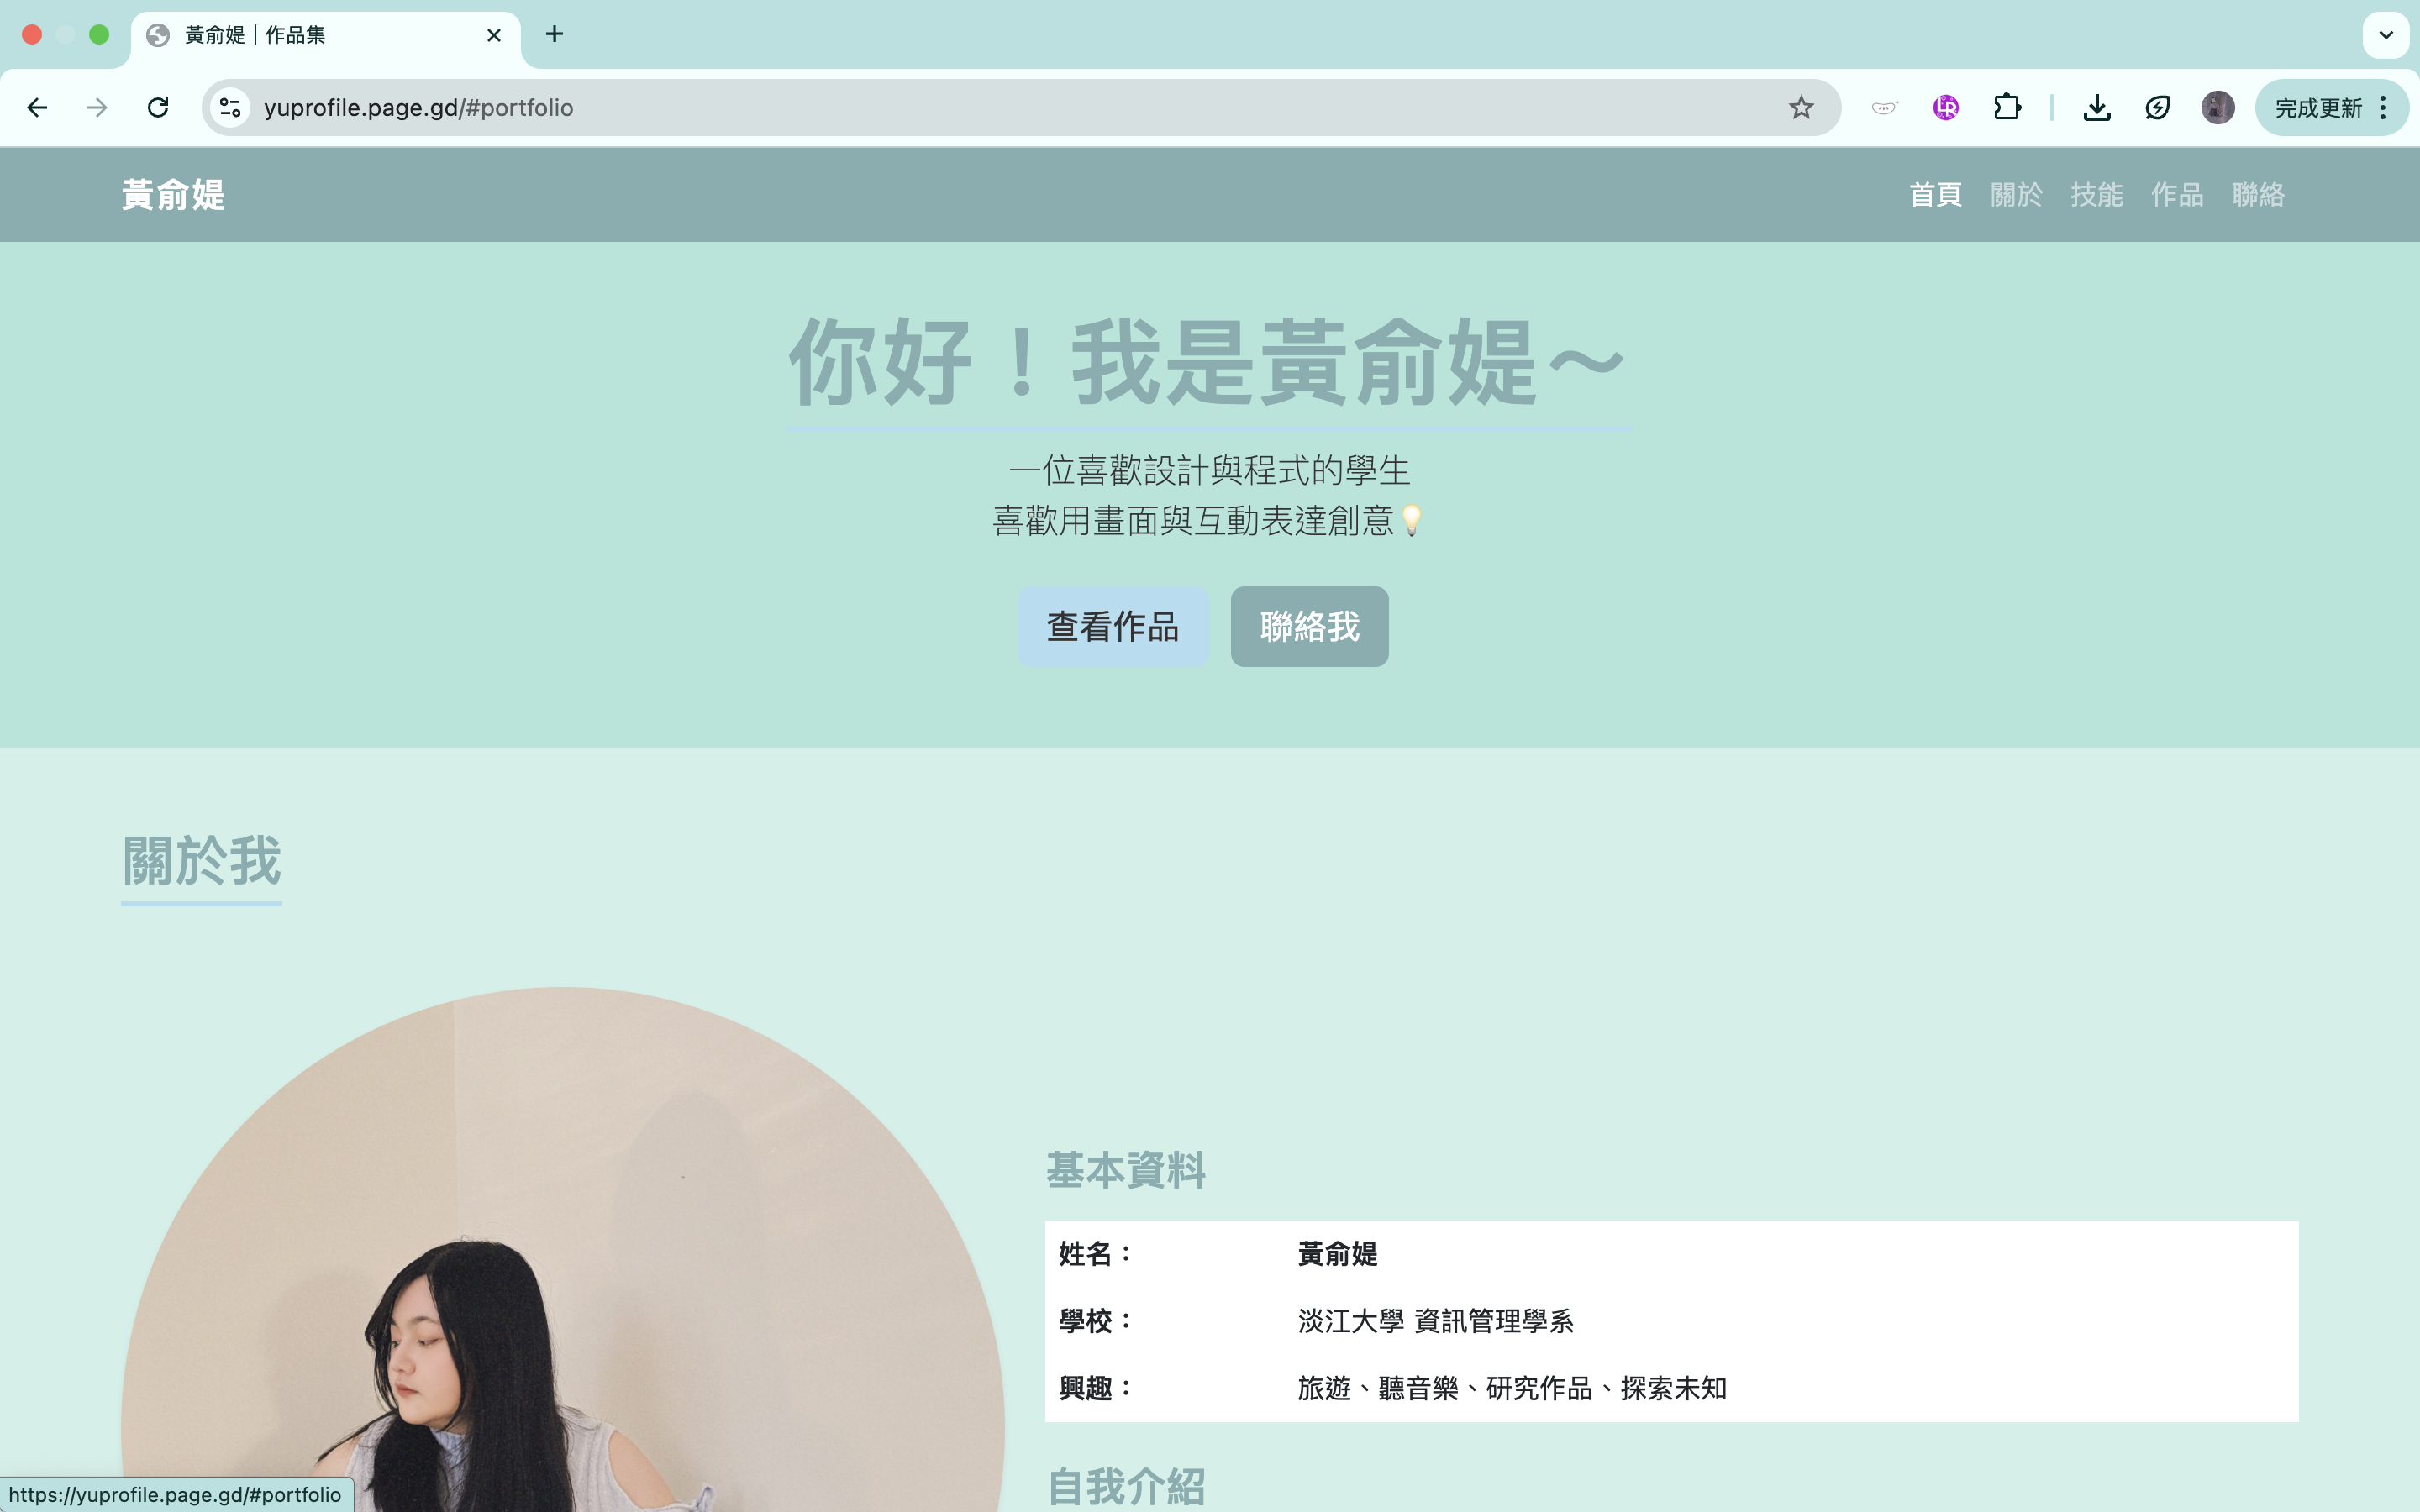 黃俞媞｜作品集
yuprofile.page.gd/#portfolio
完成更新
黃俞媞
首頁 關於 技能 作品 聯絡
你好！我是黃俞媞～
一位喜歡設計與程式的學生
喜歡用畫面與互動表達創意💡
查看作品 聯絡我
關於我
基本資料
姓名： 黃俞媞
學校： 淡江大學 資訊管理學系
興趣： 旅遊、聽音樂、研究作品、探索未知
自我介紹
https://yuprofile.page.gd/#portfolio